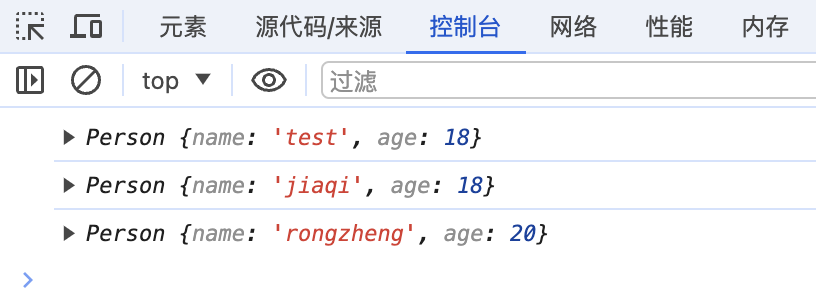 元素 源代码/来源 控制台 网络 性能 内存
top 过滤
Person {name: 'test', age: 18}
Person {name: 'jiaqi', age: 18}
Person {name: 'rongzheng', age: 20}